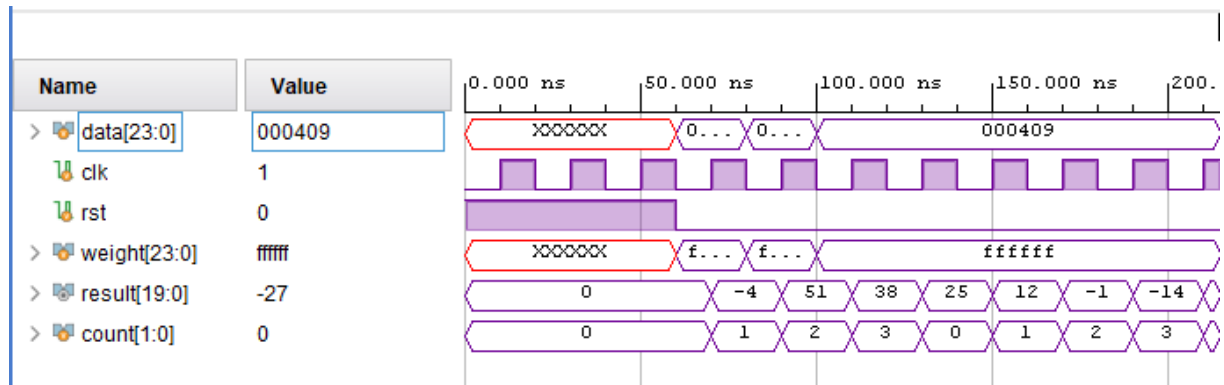 Name Value 0.000 ns 50.000 ns 100.000 ns 150.000 ns 200.
data[23:0] 000409 XXXXXX 0... 0... 000409
clk 1
rst 0
weight[23:0] ffffff XXXXXX f... f... ffffff
result[19:0] -27 0 -4 51 38 25 12 -1 -14
count[1:0] 0 0 1 2 3 0 1 2 3